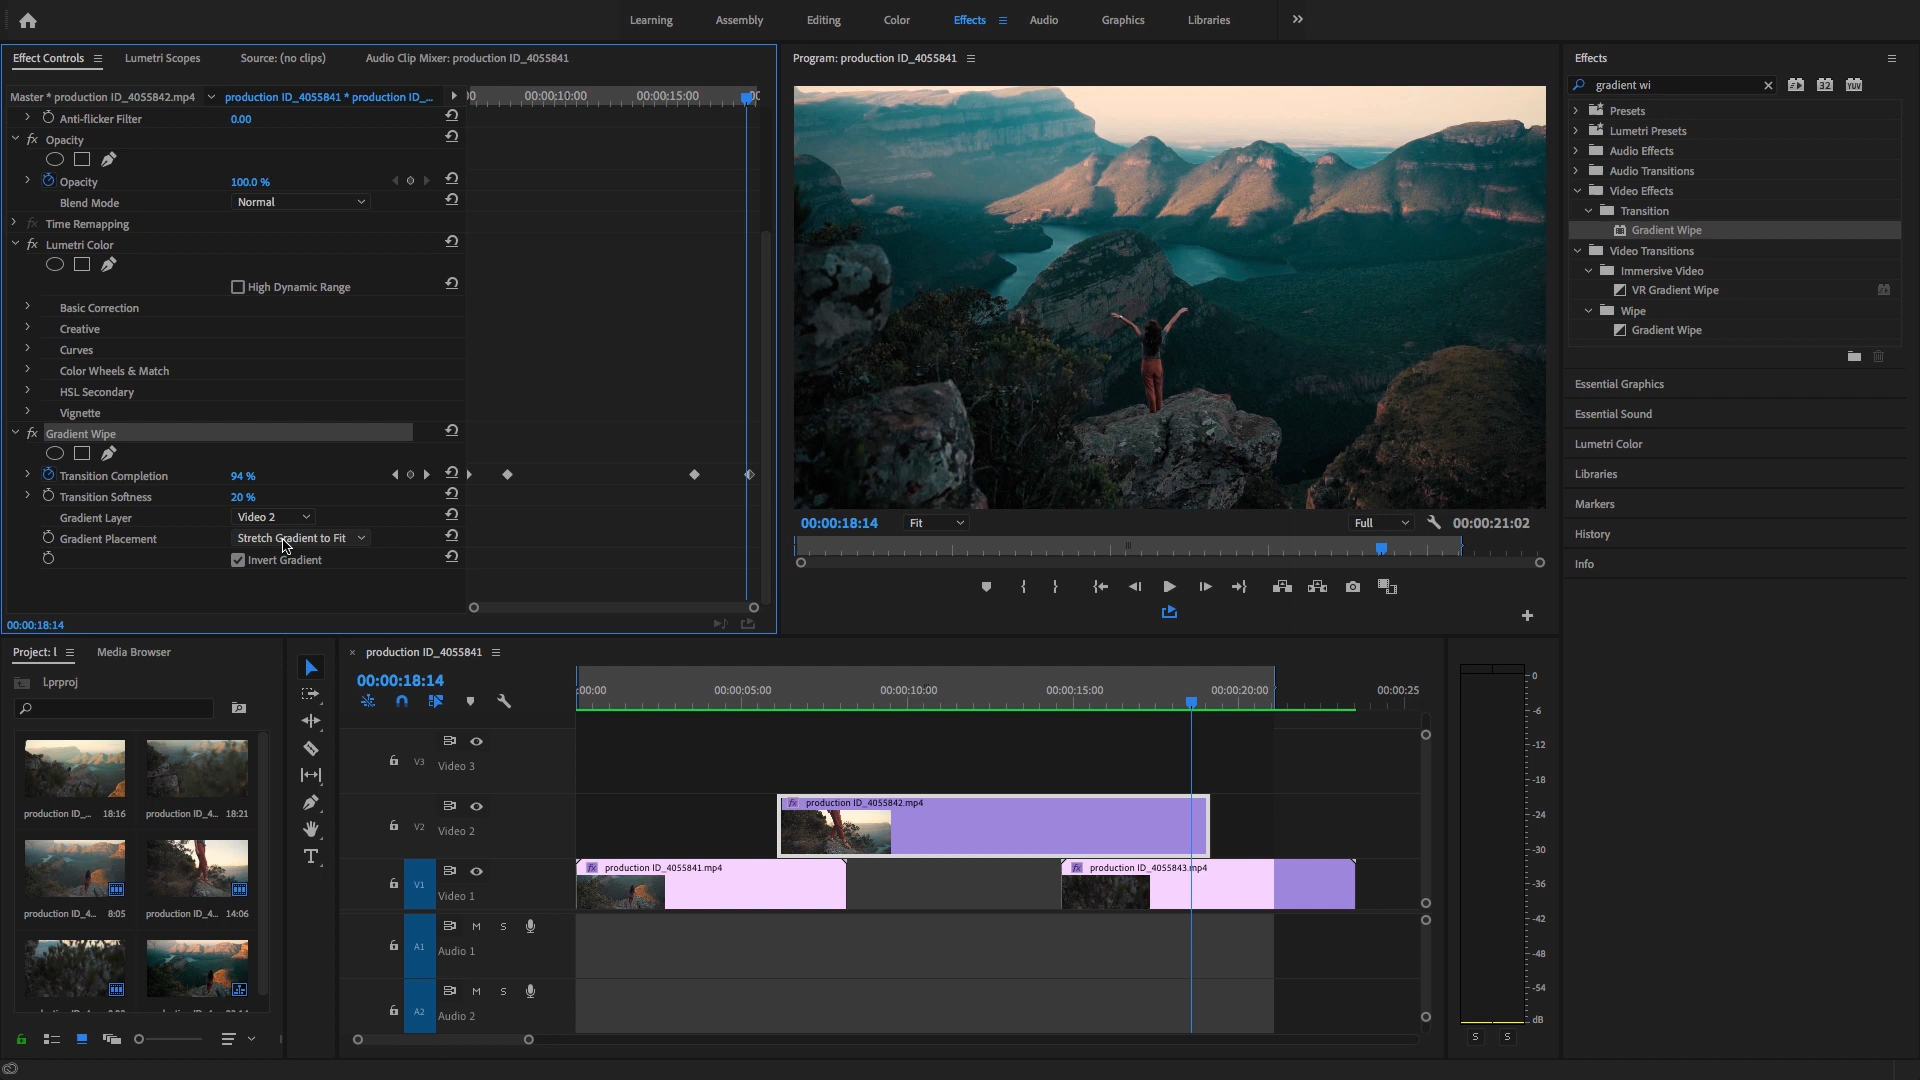 Learning Assembly Editing Color Effects Audio Graphics Libraries
Effect Controls Lumetri Scopes Source: (no clips) Audio Clip Mixer: production ID_4055841
Master * production ID_4055842.mp4 production ID_4055841 * production ID_...
00:00:10:00 00:00:15:00
Anti-flicker Filter 0.00
fx Opacity
Opacity 100.0 %
Blend Mode Normal
fx Time Remapping
fx Lumetri Color
High Dynamic Range
Basic Correction
Creative
Curves
Color Wheels & Match
HSL Secondary
Vignette
fx Gradient Wipe
Transition Completion 94 %
Transition Softness 20 %
Gradient Layer Video 2
Gradient Placement Stretch Gradient to Fit
Invert Gradient
00:00:18:14
Program: production ID_4055841
00:00:18:14 Fit Full 00:00:21:02
Effects
gradient wi
32 YUV
Presets
Lumetri Presets
Audio Effects
Audio Transitions
Video Effects
Transition
Gradient Wipe
Video Transitions
Immersive Video
VR Gradient Wipe
Wipe
Gradient Wipe
Essential Graphics
Essential Sound
Lumetri Color
Libraries
Markers
History
Info
Project: l Media Browser
Lprproj
production ID_... 18:16
production ID_4... 18:21
production ID_4... 8:05
production ID_4... 14:06
production ID_4055841
00:00:18:14
:00:00 00:00:05:00 00:00:10:00 00:00:15:00 00:00:20:00 00:00:25
V3 Video 3
V2 Video 2
fx production ID_4055842.mp4
V1 Video 1
fx production ID_4055841.mp4
fx production ID_4055843.mp4
M S
A1 Audio 1
M S
A2 Audio 2
0
-6
-12
-18
-24
-30
-36
-42
-48
-54
dB
S S